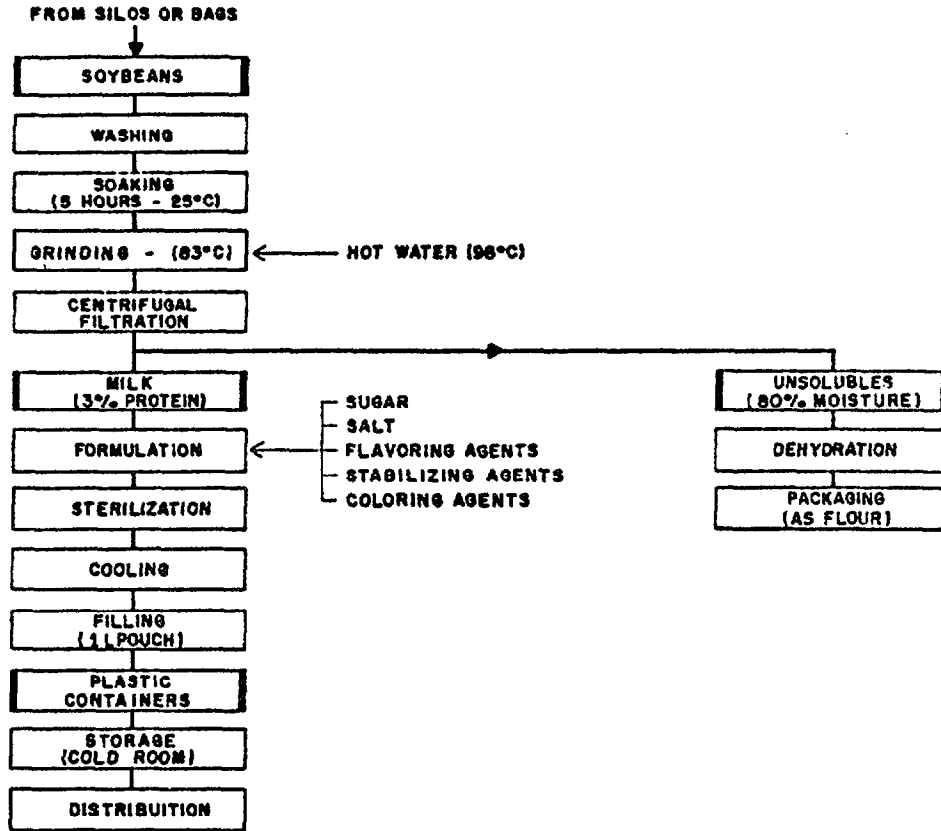 FROM SILOS OR BAGS
SOYBEANS
WASHING
SOAKING
(5 HOURS - 25°C)
GRINDING - (83°C)
HOT WATER (98°C)
CENTRIFUGAL
FILTRATION
MILK
(3% PROTEIN)
FORMULATION
SUGAR
SALT
FLAVORING AGENTS
STABILIZING AGENTS
COLORING AGENTS
STERILIZATION
COOLING
FILLING
(1 L POUCH)
PLASTIC
CONTAINERS
STORAGE
(COLD ROOM)
DISTRIBUITION
UNSOLUBLES
(80% MOISTURE)
DEHYDRATION
PACKAGING
(AS FLOUR)